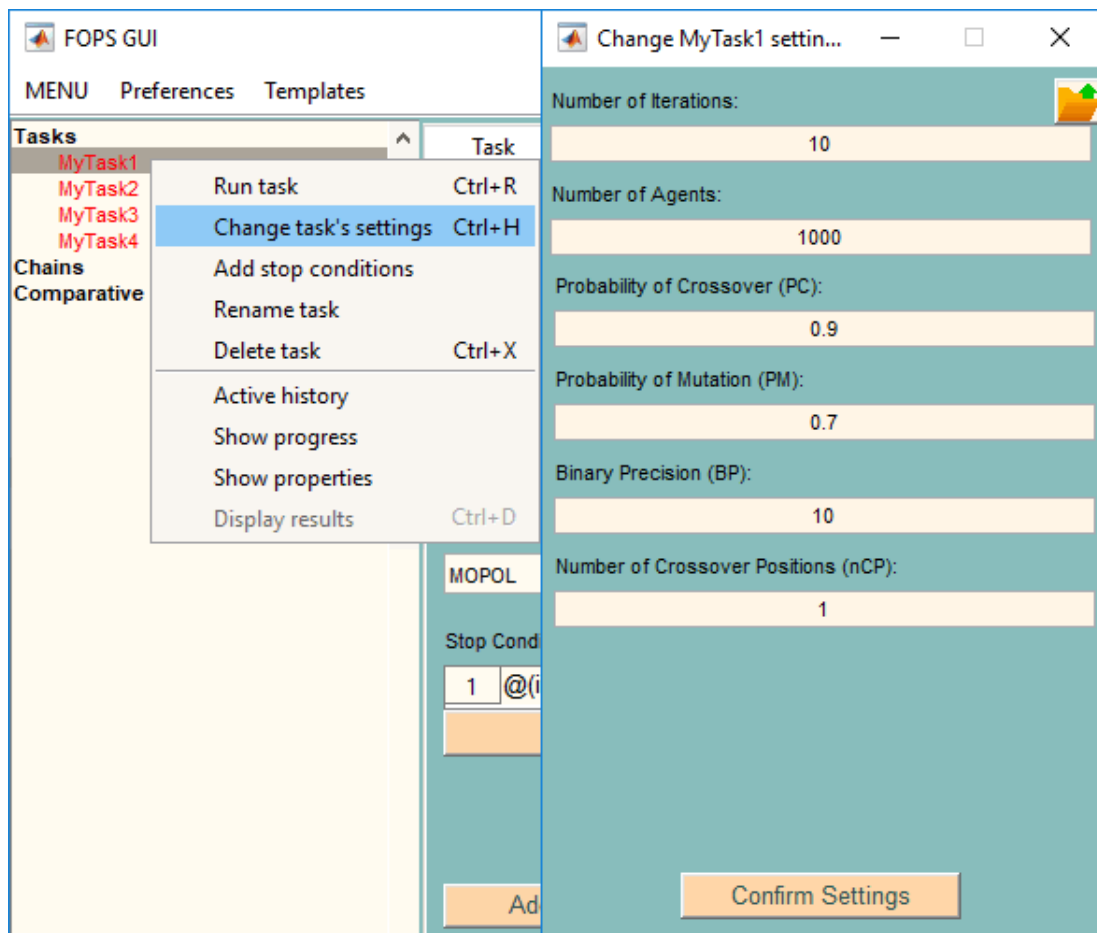 FOPS GUI
MENU Preferences Templates
Tasks
MyTask1
MyTask2
MyTask3
MyTask4
Chains
Comparative
Task
Run task Ctrl+R
Change task's settings Ctrl+H
Add stop conditions
Rename task
Delete task Ctrl+X
Active history
Show progress
Show properties
Display results Ctrl+D
MOPOL
Stop Cond
1 @(i
Ad
Change MyTask1 settin...
Number of Iterations:
10
Number of Agents:
1000
Probability of Crossover (PC):
0.9
Probability of Mutation (PM):
0.7
Binary Precision (BP):
10
Number of Crossover Positions (nCP):
1
Confirm Settings